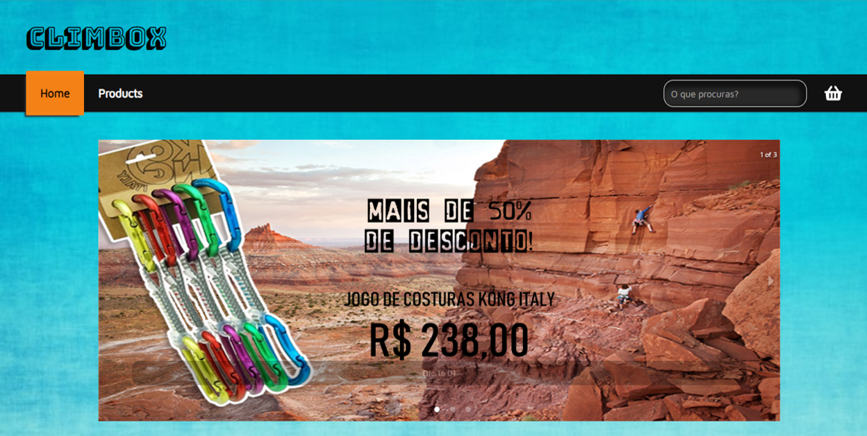 CLIMBOX
Home
Products
O que procuras?
1 of 3
MAIS DE 50%
DE DESCONTO!
JOGO DE COSTURAS KONG ITALY
R$ 238,00